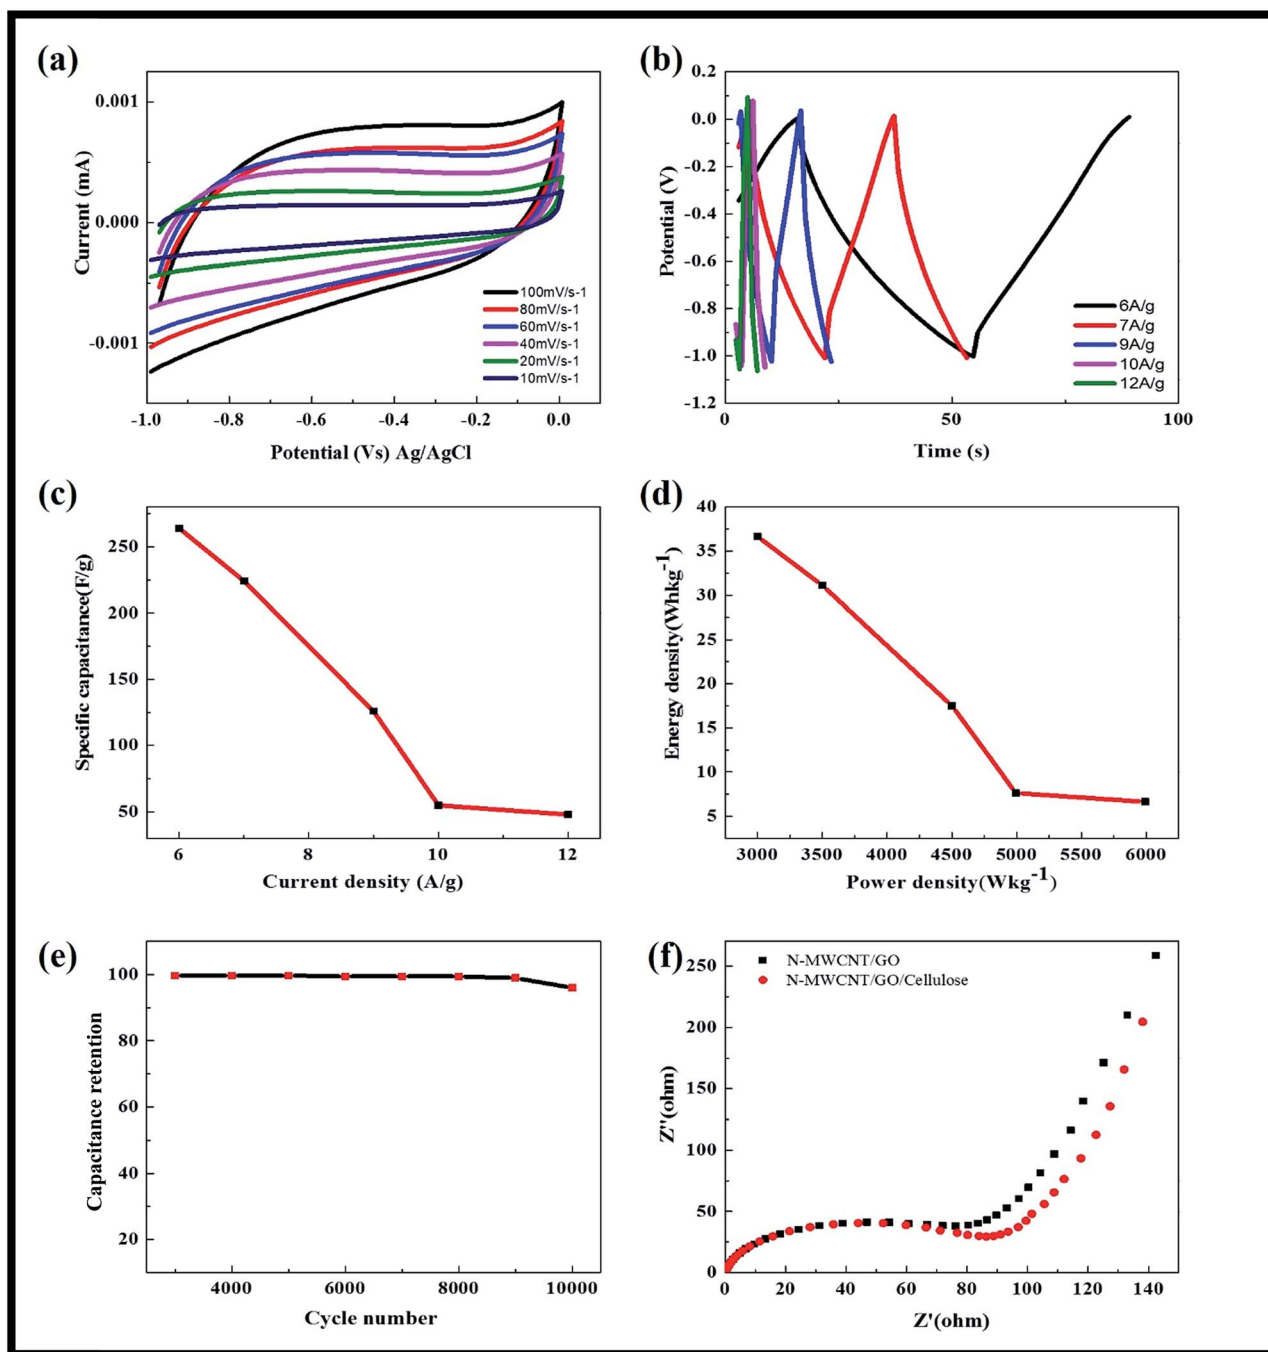 (a)
Current (mA)
0.001
0.000
-0.001
100mV/s-1
80mV/s-1
60mV/s-1
40mV/s-1
20mV/s-1
10mV/s-1
-1.0 -0.8 -0.6 -0.4 -0.2 0.0
Potential (Vs) Ag/AgCl
(b)
Potential (V)
0.2
0.0
-0.2
-0.4
-0.6
-0.8
-1.0
-1.2
6A/g
7A/g
9A/g
10A/g
12A/g
0 50 100
Time (s)
(c)
Specific capacitance(F/g)
250
200
150
100
50
6 8 10 12
Current density (A/g)
(d)
Energy density(Whkg-1)
40
35
30
25
20
15
10
5
3000 3500 4000 4500 5000 5500 6000
Power density(Wkg-1)
(e)
Capacitance retention
100
80
60
40
20
4000 6000 8000 10000
Cycle number
(f)
Z''(ohm)
250
200
150
100
50
0
N-MWCNT/GO
N-MWCNT/GO/Cellulose
0 20 40 60 80 100 120 140
Z'(ohm)